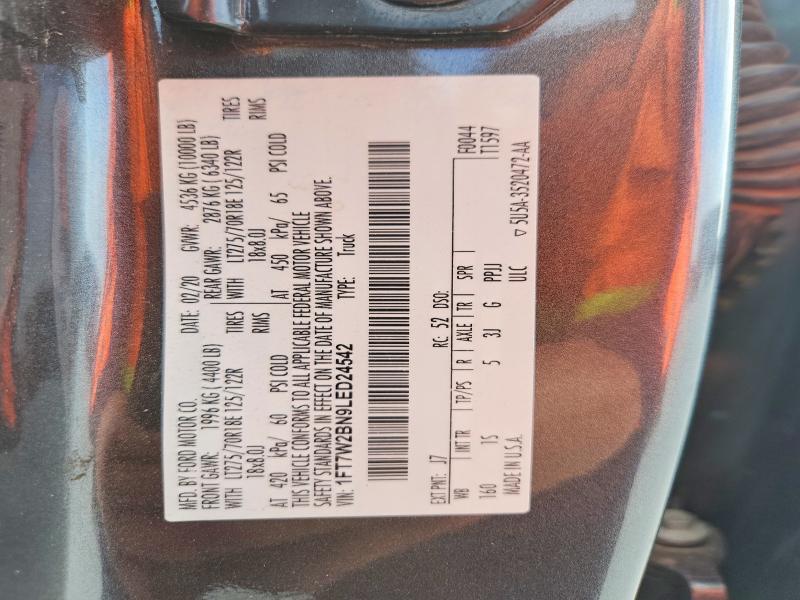 MFD. BY FORD MOTOR CO. DATE: 02/20 GVWR: 4536 KG (10000 LB)
FRONT GAWR: 1996 KG ( 4400 LB) REAR GAWR: 2876 KG ( 6340 LB)
WITH LT275/70R18E 125/122R TIRES WITH LT275/70R18E 125/122R TIRES
18x8.0J RIMS 18x8.0J RIMS
AT 420 kPa/ 60 PSI COLD AT 450 kPa/ 65 PSI COLD
THIS VEHICLE CONFORMS TO ALL APPLICABLE FEDERAL MOTOR VEHICLE
SAFETY STANDARDS IN EFFECT ON THE DATE OF MANUFACTURE SHOWN ABOVE.
VIN: 1FT7W2BN9LED24542 TYPE: Truck
EXT PNT: J7 RC: 52 DSO: F0044
WB INT TR TP/PS R AXLE TR SPR T1597
160 1S 5 3J G PPJJ
ULC
MADE IN U.S.A. ▽ 5U5A-3520472-AA